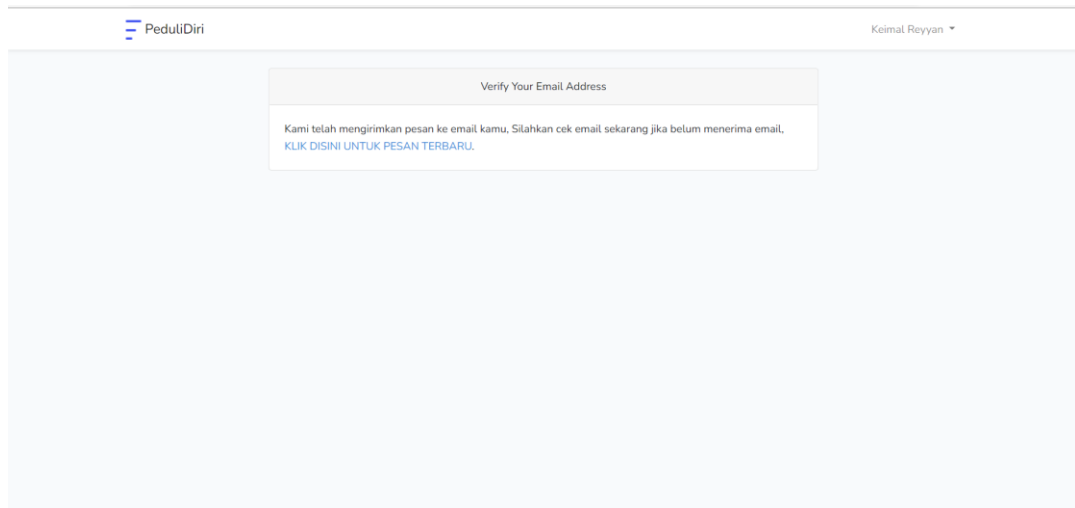 PeduliDiri
Keimal Reyyan
Verify Your Email Address
Kami telah mengirimkan pesan ke email kamu, Silahkan cek email sekarang jika belum menerima email,
KLIK DISINI UNTUK PESAN TERBARU.